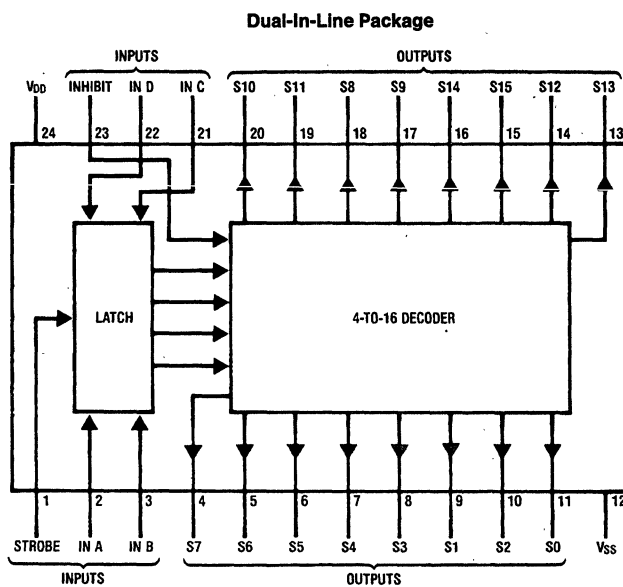 Dual-In-Line Package
INPUTS OUTPUTS
VDD INHIBIT IN D IN C S10 S11 S8 S9 S14 S15 S12 S13
24 23 22 21 20 19 18 17 16 15 14 13
LATCH 4-TO-16 DECODER
1 2 3 4 5 6 7 8 9 10 11 12
STROBE IN A IN B S7 S6 S5 S4 S3 S1 S2 S0 VSS
INPUTS OUTPUTS